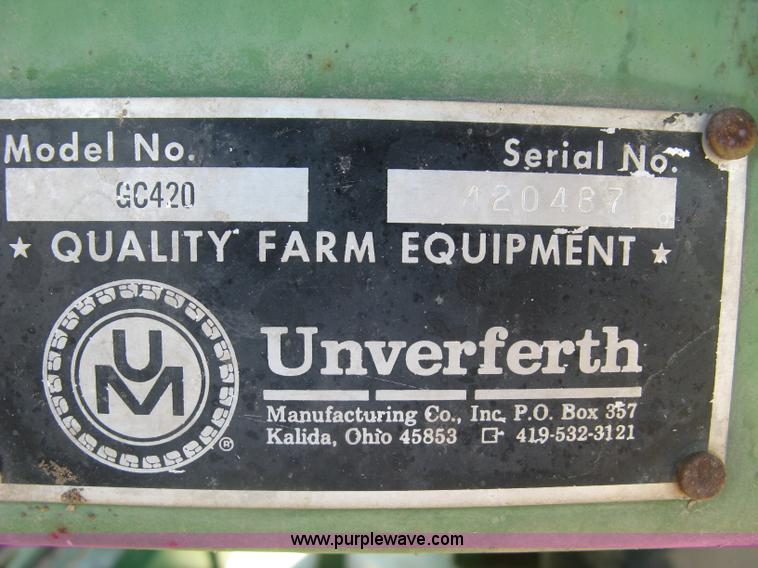 Model No. Serial No.
GC420 420487
★ QUALITY FARM EQUIPMENT ★
UM ®
Unverferth
Manufacturing Co., Inc. P.O. Box 357
Kalida, Ohio 45853 419-532-3121
www.purplewave.com